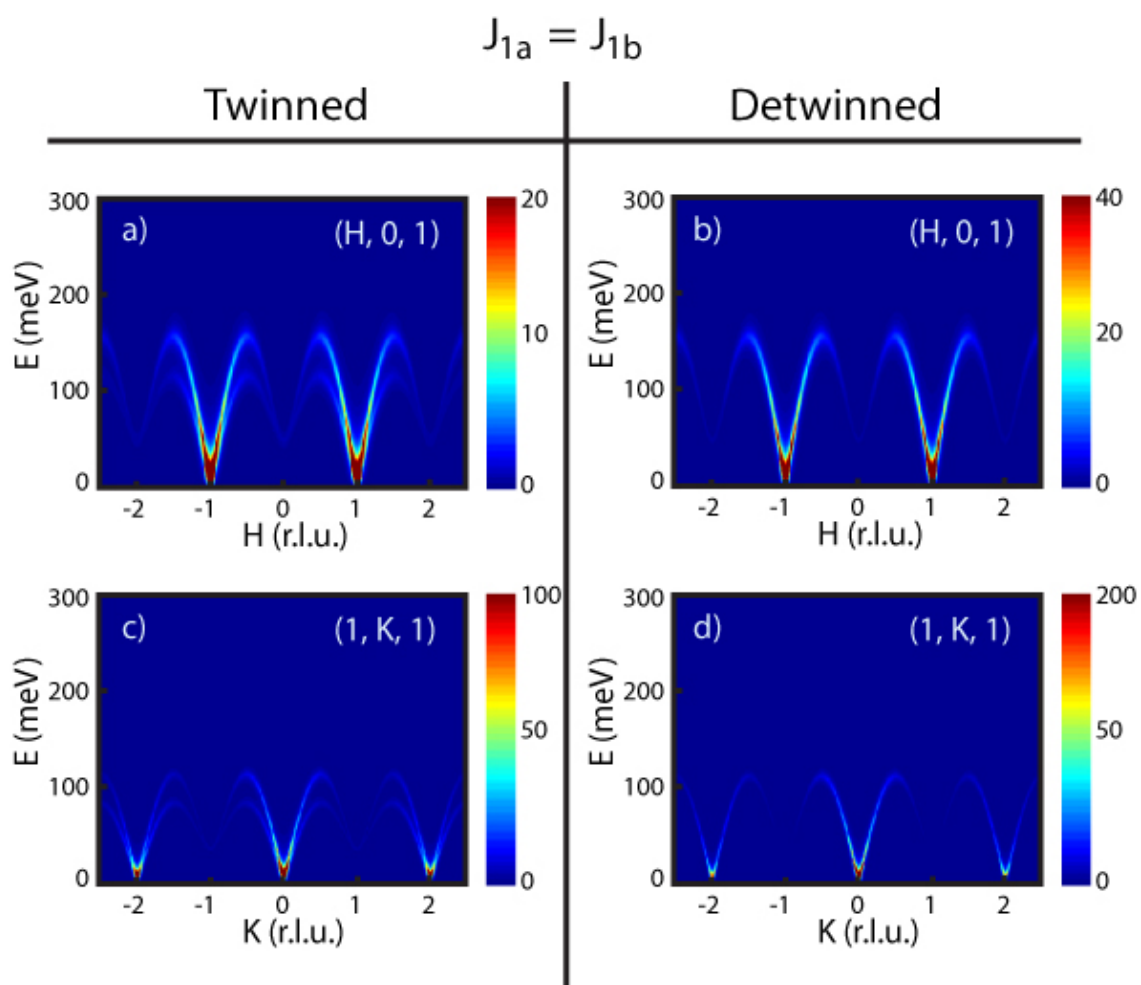 J1a = J1b
Twinned
Detwinned
300
200
100
0
E (meV)
a)
(H, 0, 1)
-2 -1 0 1 2
H (r.l.u.)
20
10
0
300
200
100
0
E (meV)
b)
(H, 0, 1)
-2 -1 0 1 2
H (r.l.u.)
40
20
0
300
200
100
0
E (meV)
c)
(1, K, 1)
-2 -1 0 1 2
K (r.l.u.)
100
50
0
300
200
100
0
E (meV)
d)
(1, K, 1)
-2 -1 0 1 2
K (r.l.u.)
200
50
0